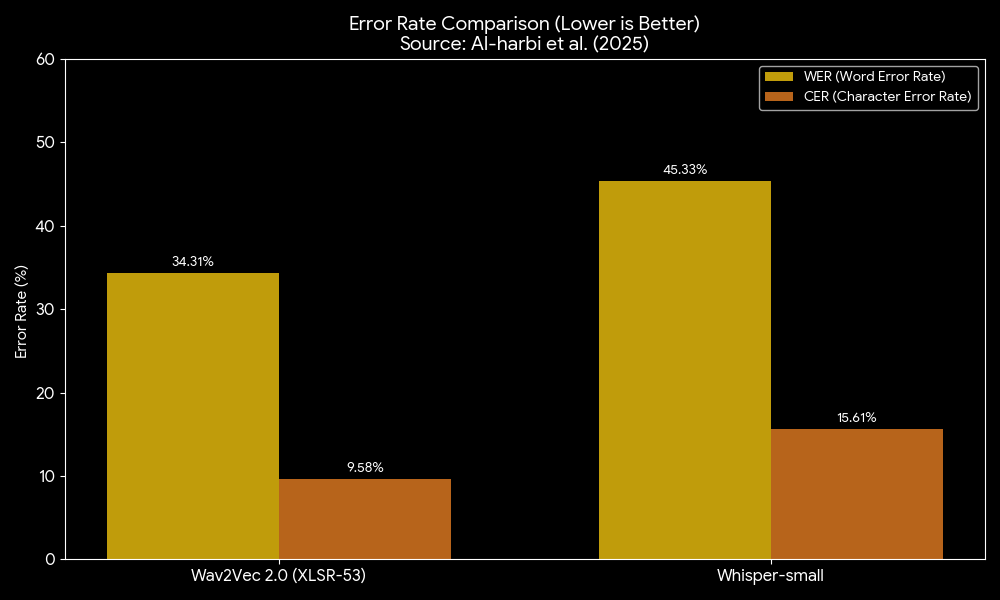 Error Rate Comparison (Lower is Better)
Source: Al-harbi et al. (2025)
WER (Word Error Rate)
CER (Character Error Rate)
Error Rate (%)
60
50
40
30
20
10
0
34.31%
9.58%
45.33%
15.61%
Wav2Vec 2.0 (XLSR-53)
Whisper-small